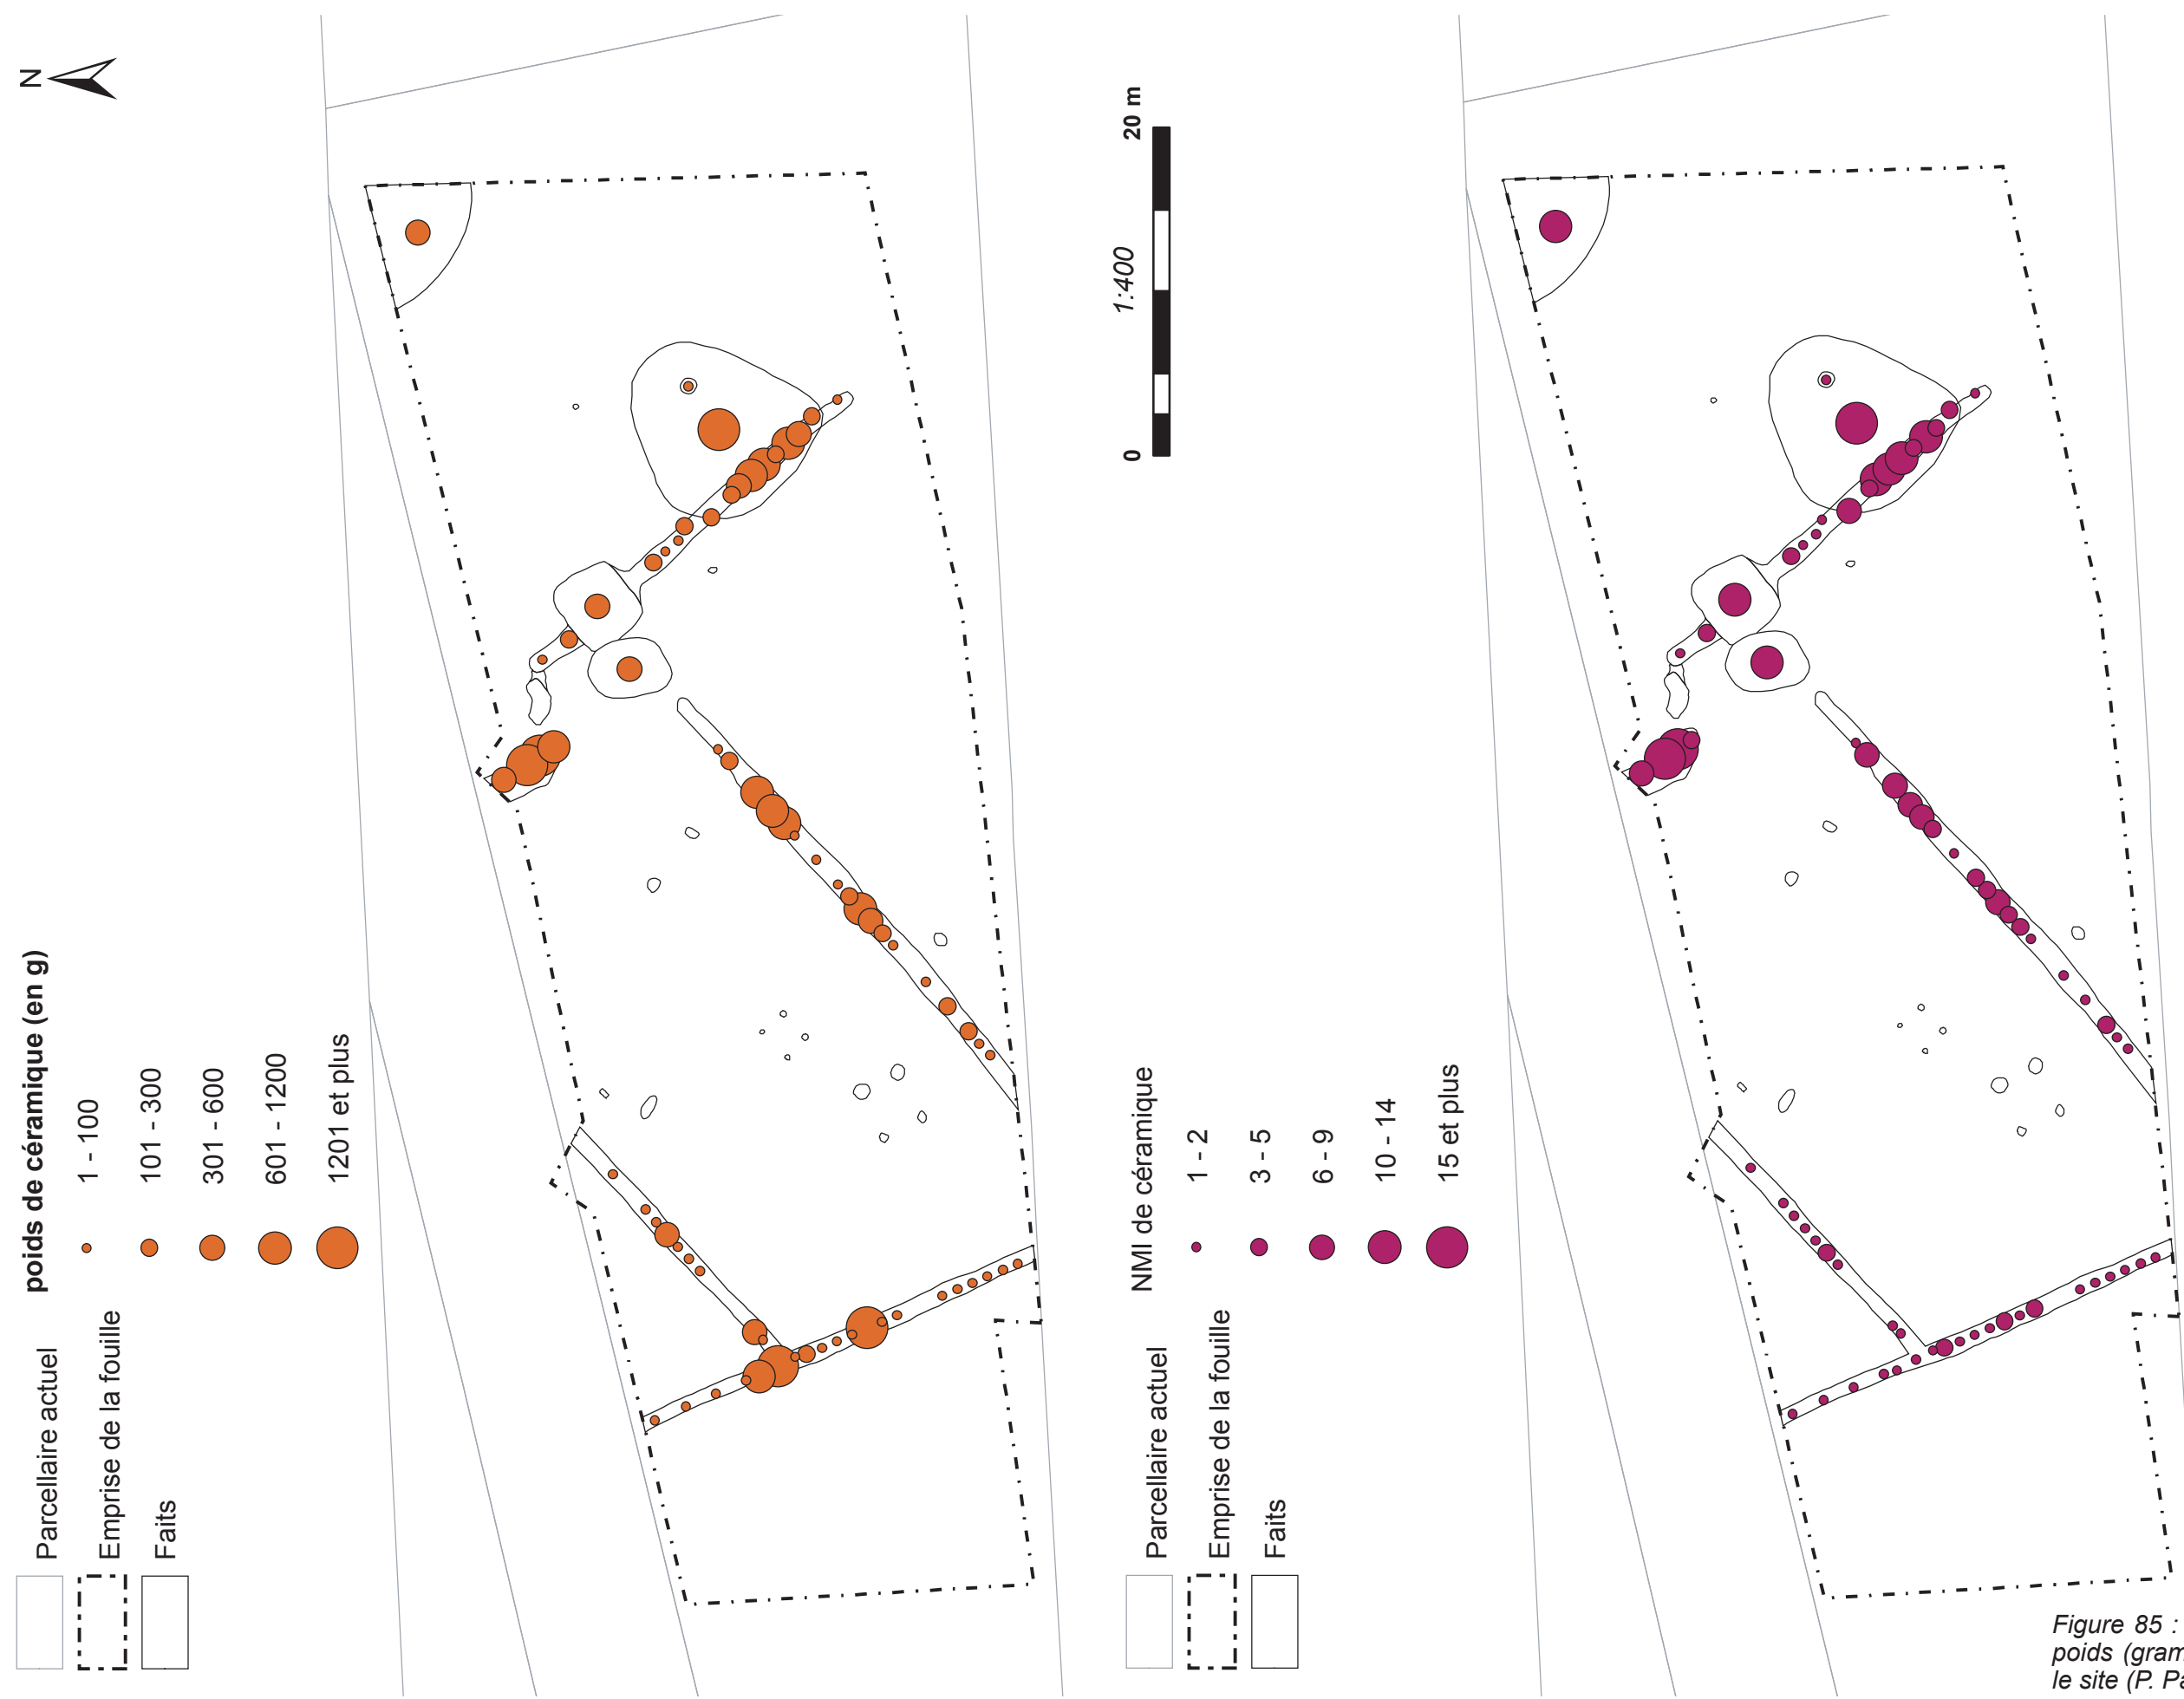 N
poids de céramique (en g)
1 - 100
101 - 300
301 - 600
601 - 1200
1201 et plus
Parcellaire actuel
Emprise de la fouille
Faits
0
1:400
20 m
NMI de céramique
1 - 2
3 - 5
6 - 9
10 - 14
15 et plus
Parcellaire actuel
Emprise de la fouille
Faits
Figure 85 :
poids (gram
le site (P. Pa